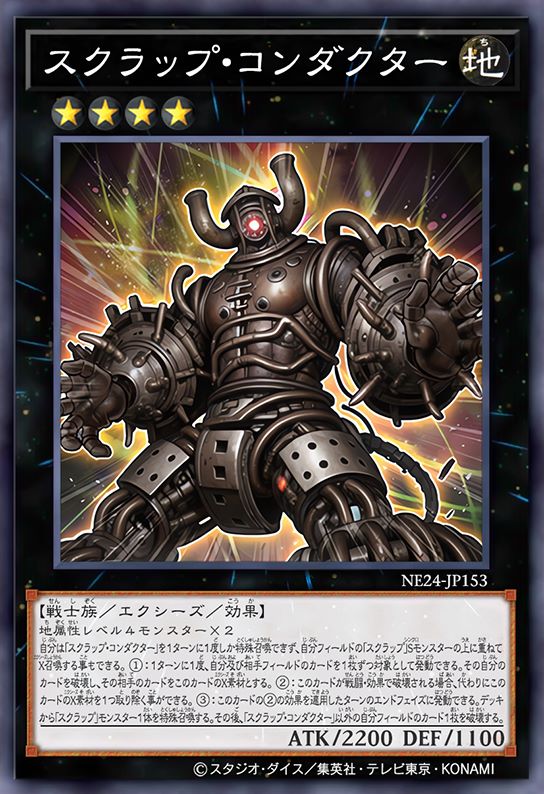 スクラップ・コンダクター 地
NE24-JP153
【戦士族／エクシーズ／効果】
地属性レベル４モンスター×２
自分は「スクラップ・コンダクター」を1ターンに1度しか特殊召喚できず、自分フィールドの「スクラップ」Sモンスターの上に重ねて
X召喚する事もできる。①：1ターンに1度、自分及び相手フィールドのカードを1枚ずつ対象として発動できる。その自分の
カードを破壊し、その相手のカードをこのカードのX素材とする。②：このカードが戦闘・効果で破壊される場合、代わりにこの
カードのX素材を1つ取り除く事ができる。③：このカードの②の効果を適用したターンのエンドフェイズに発動できる。デッキ
から「スクラップ」モンスター1体を特殊召喚する。その後、「スクラップ・コンダクター」以外の自分フィールドのカード1枚を破壊する。
ATK/2200 DEF/1100
©スタジオ・ダイス／集英社・テレビ東京・KONAMI